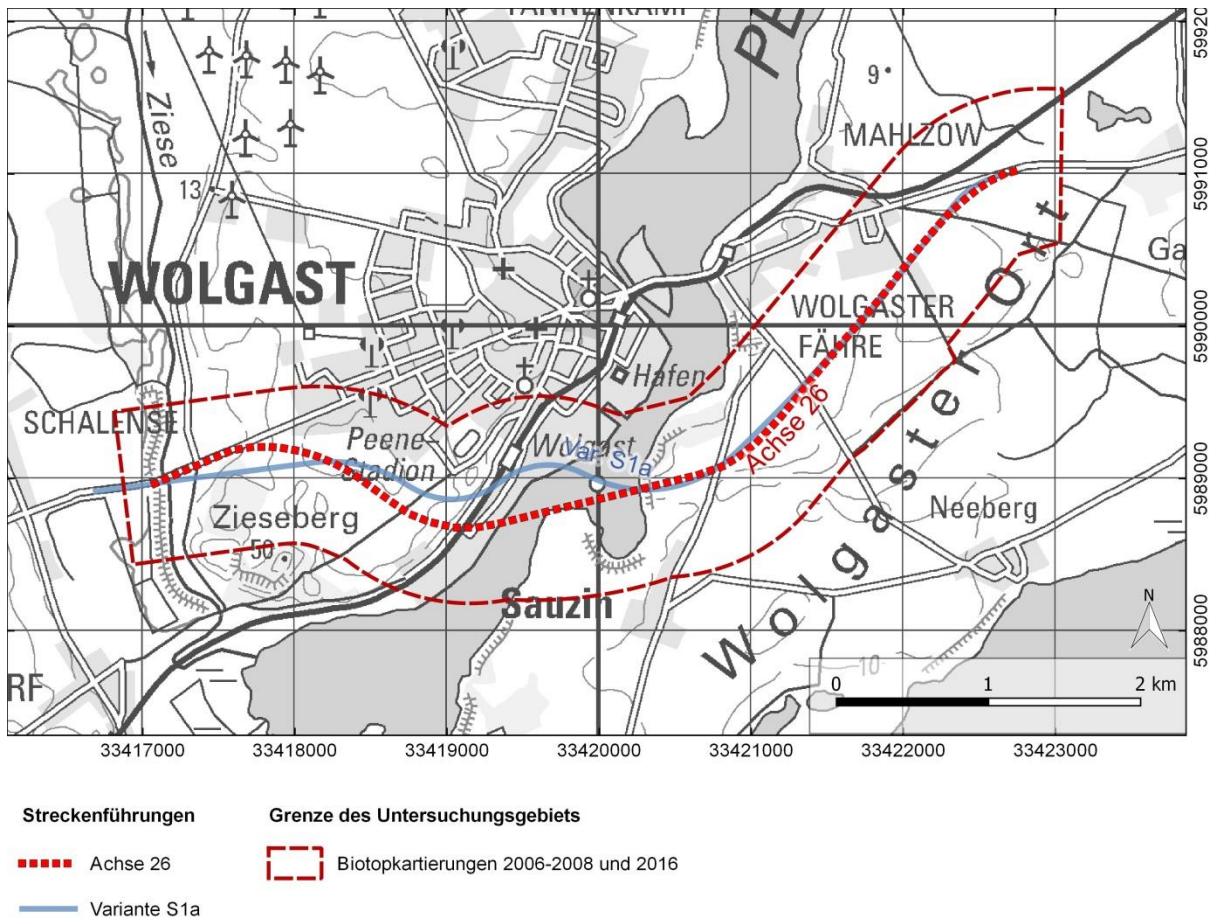 TANNENKAMP
PE
59920
Ziese
9
MAHLZOW
5991000
13
WOLGAST
Ga
WOLGASTER
FÄHRE
5990000
Hafen
SCHALENSE
Peene-
Stadion
Wolgast
Var. S1a
Achse 26
5989000
Zieseberg
50
Neeberg
Sauzin
Wolgaster Ort
N
5988000
10
RF
0 1 2 km
33417000 33418000 33419000 33420000 33421000 33422000 33423000
Streckenführungen Grenze des Untersuchungsgebiets
Achse 26 Biotopkartierungen 2006-2008 und 2016
Variante S1a